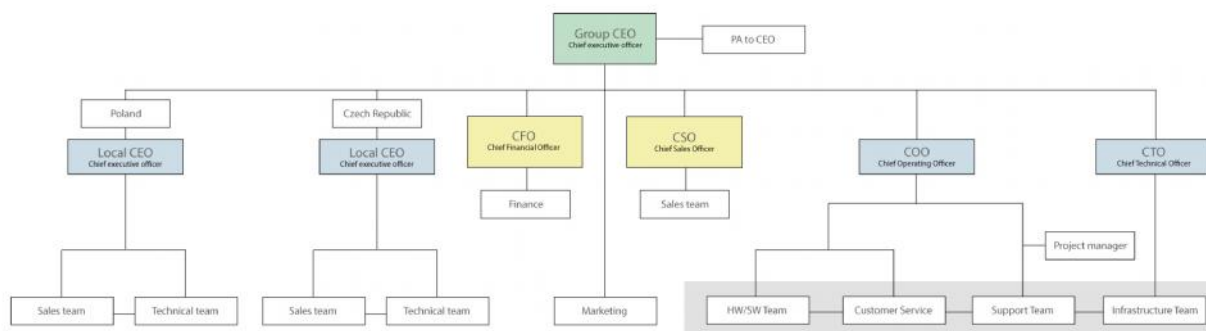 Group CEO
Chief executive officer
PA to CEO
Poland
Czech Republic
Local CEO
Chief executive officer
Local CEO
Chief executive officer
CFO
Chief Financial Officer
CSO
Chief Sales Officer
COO
Chief Operating Officer
CTO
Chief Technical Officer
Finance
Sales team
Project manager
Sales team
Technical team
Sales team
Technical team
Marketing
HW/SW Team
Customer Service
Support Team
Infrastructure Team